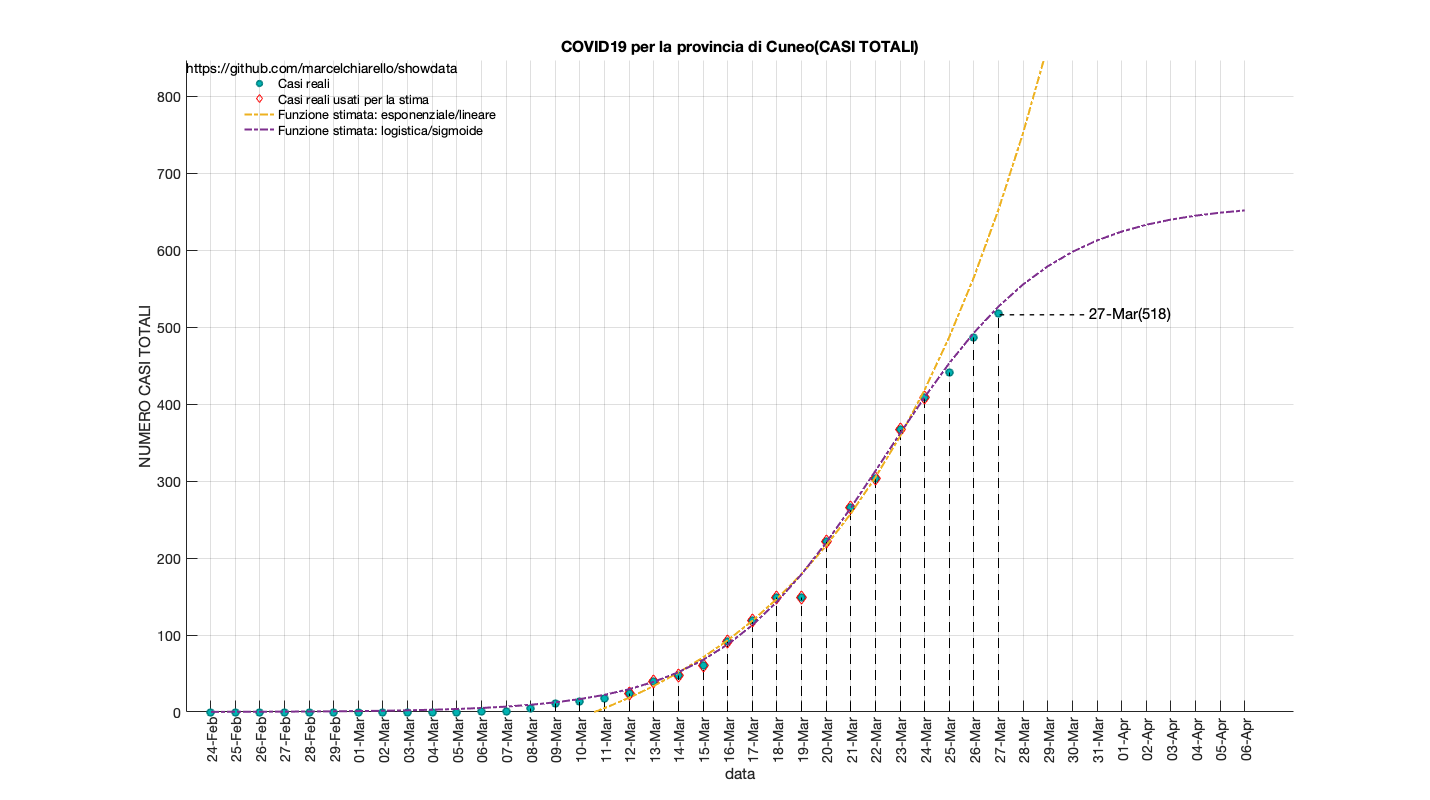 COVID19 per la provincia di Cuneo(CASI TOTALI)
https://github.com/marcelchiarello/showdata
Casi reali
Casi reali usati per la stima
Funzione stimata: esponenziale/lineare
Funzione stimata: logistica/sigmoide
800
700
600
500
400
300
200
100
0
NUMERO CASI TOTALI
27-Mar(518)
24-Feb
25-Feb
26-Feb
27-Feb
28-Feb
29-Feb
01-Mar
02-Mar
03-Mar
04-Mar
05-Mar
06-Mar
07-Mar
08-Mar
09-Mar
10-Mar
11-Mar
12-Mar
13-Mar
14-Mar
15-Mar
16-Mar
17-Mar
18-Mar
19-Mar
20-Mar
21-Mar
22-Mar
23-Mar
24-Mar
25-Mar
26-Mar
27-Mar
28-Mar
29-Mar
30-Mar
31-Mar
01-Apr
02-Apr
03-Apr
04-Apr
05-Apr
06-Apr
data